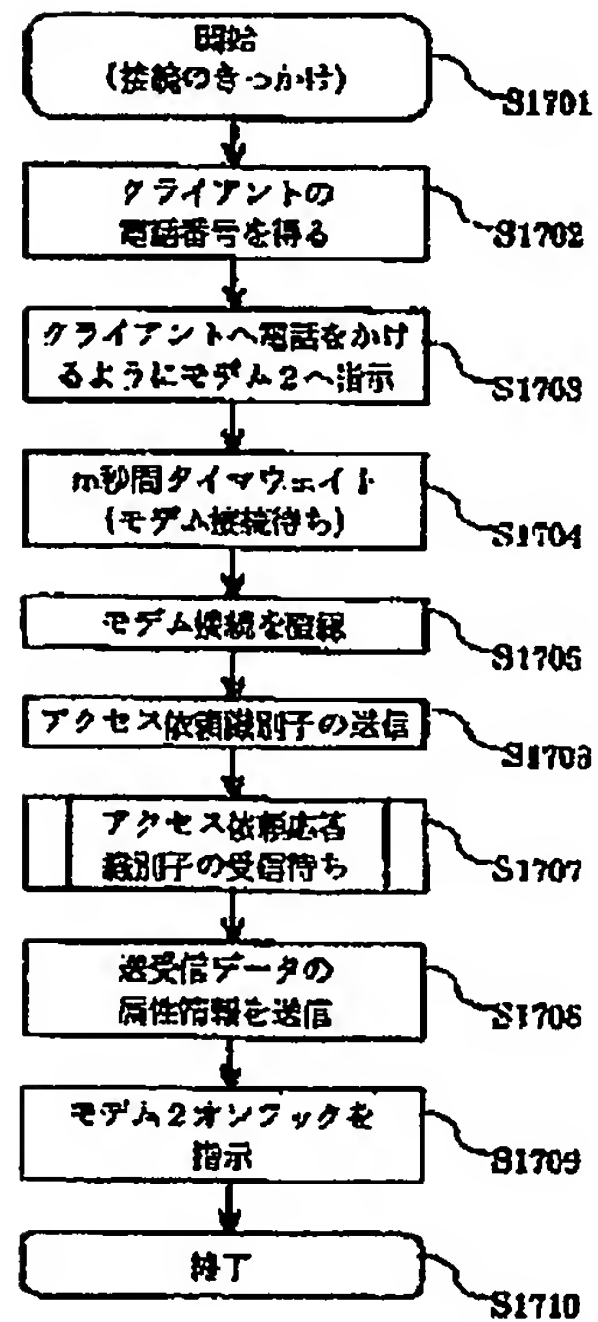 開始
(接続のきっかけ)
S1701
クライアントの
電話番号を得る
S1702
クライアントへ電話をかけ
るようにモデム2へ指示
S1703
m秒間タイマウェイト
(モデム接続待ち)
S1704
モデム接続を確認
S1705
アクセス依頼識別子の送信
S1706
アクセス依頼応答
識別子の受信待ち
S1707
送受信データの
属性情報を送信
S1708
モデム2オンフックを
指示
S1709
終了
S1710